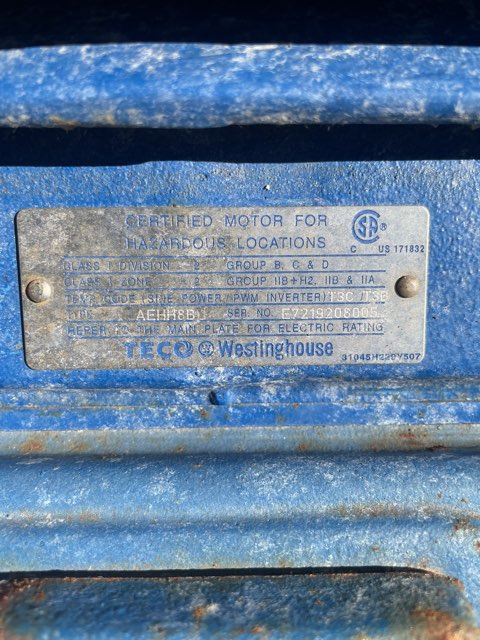 CERTIFIED MOTOR FOR
HAZARDOUS LOCATIONS
CSA ®
C US 171832
CLASS I DIVISION 2 GROUP B, C & D
CLASS I ZONE 2 GROUP IIB+H2, IIB & IIA
TEMP CODE (SINE POWER/PWM INVERTER) T3C/T3B
TYPE AEHH8B SER. NO. E7219208005
REFER TO THE MAIN PLATE FOR ELECTRIC RATING
TECO Westinghouse
31045H229Y507